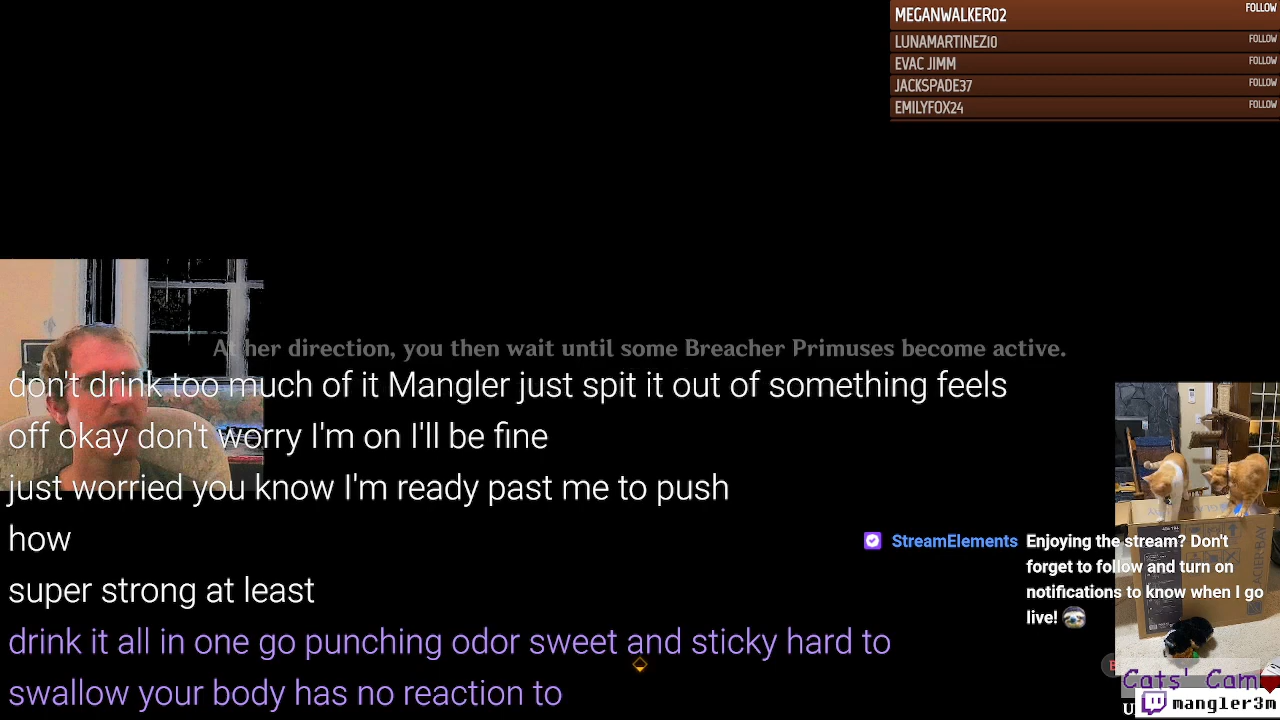 MEGANWALKER02 FOLLOW
LUNAMARTINEZ10 FOLLOW
EVAC JIMM FOLLOW
JACKSPADE37 FOLLOW
EMILYFOX24 FOLLOW
At her direction, you then wait until some Breacher Primuses become active.
don't drink too much of it Mangler just spit it out of something feels
off okay don't worry I'm on I'll be fine
just worried you know I'm ready past me to push
how
super strong at least
drink it all in one go punching odor sweet and sticky hard to
swallow your body has no reaction to
StreamElements Enjoying the stream? Don't
forget to follow and turn on
notifications to know when I go
live!
Cats' Cam
mangler3m